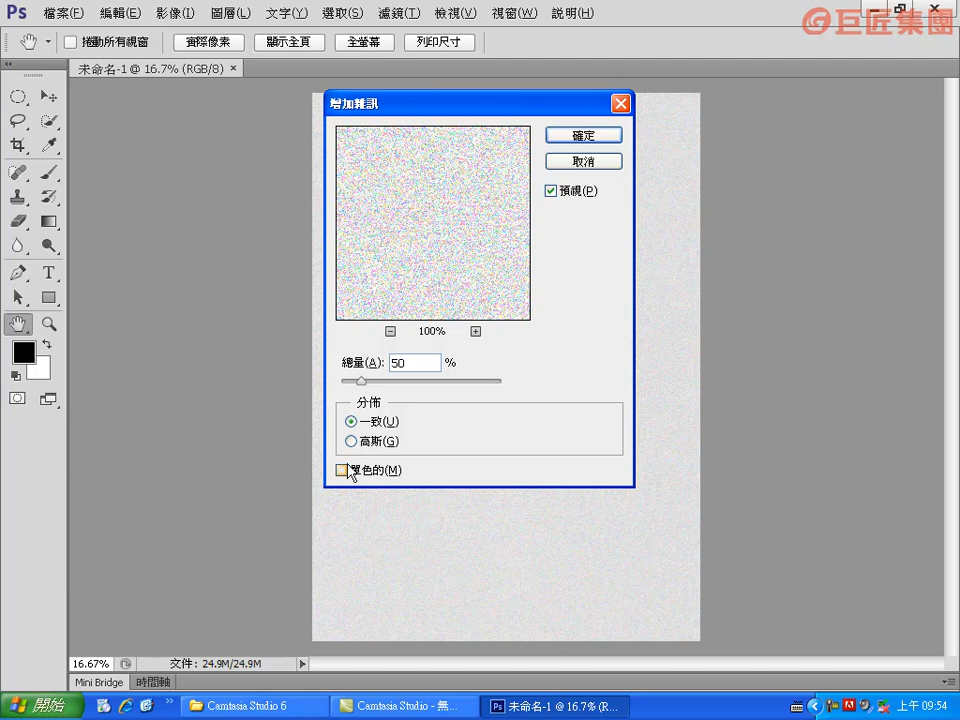 Ps 檔案(F) 編輯(E) 影像(I) 圖層(L) 文字(Y) 選取(S) 濾鏡(T) 檢視(V) 視窗(W) 說明(H)
巨匠集團
捲動所有視窗 實際像素 顯示全頁 全螢幕 列印尺寸
未命名-1 @ 16.7% (RGB/8) ×
增加雜訊
確定
取消
預視(P)
100%
總量(A): 50 %
分佈
一致(U)
高斯(G)
單色的(M)
T
16.67% 文件: 24.9M/24.9M
Mini Bridge 時間軸
開始 Camtasia Studio 6 Camtasia Studio - 無... Ps 未命名-1 @ 16.7% (R... 上午 09:54